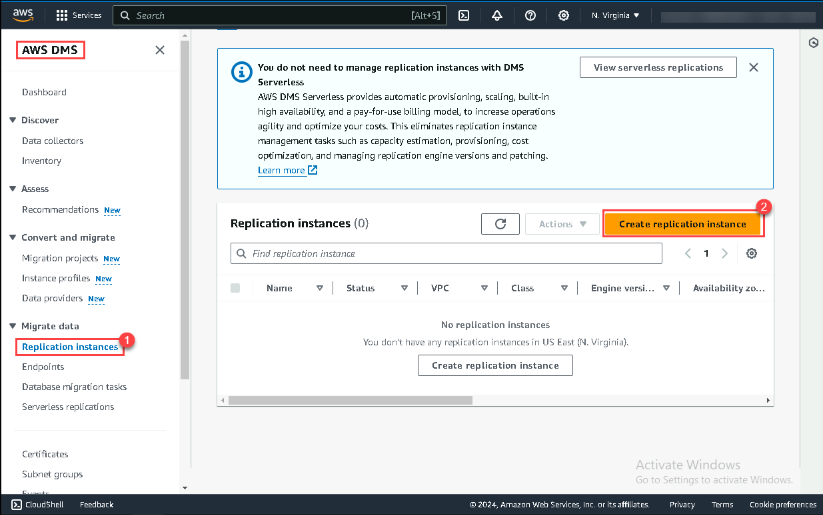 aws
Services
Search
[Alt+S]
N. Virginia
AWS DMS
Dashboard
Discover
Data collectors
Inventory
Assess
Recommendations New
Convert and migrate
Migration projects New
Instance profiles New
Data providers New
Migrate data
Replication instances
1
Endpoints
Database migration tasks
Serverless replications
Certificates
Subnet groups
Events
You do not need to manage replication instances with DMS
Serverless
AWS DMS Serverless provides automatic provisioning, scaling, built-in
high availability, and a pay-for-use billing model, to increase operations
agility and optimize your costs. This eliminates replication instance
management tasks such as capacity estimation, provisioning, cost
optimization, and managing replication engine versions and patching.
Learn more
View serverless replications
Replication instances (0)
Actions
Create replication instance
2
Find replication instance
1
Name
Status
VPC
Class
Engine versi...
Availability zo...
No replication instances
You don't have any replication instances in US East (N. Virginia).
Create replication instance
Activate Windows
Go to Settings to activate Windows.
CloudShell
Feedback
© 2024, Amazon Web Services, Inc. or its affiliates.
Privacy
Terms
Cookie preferences